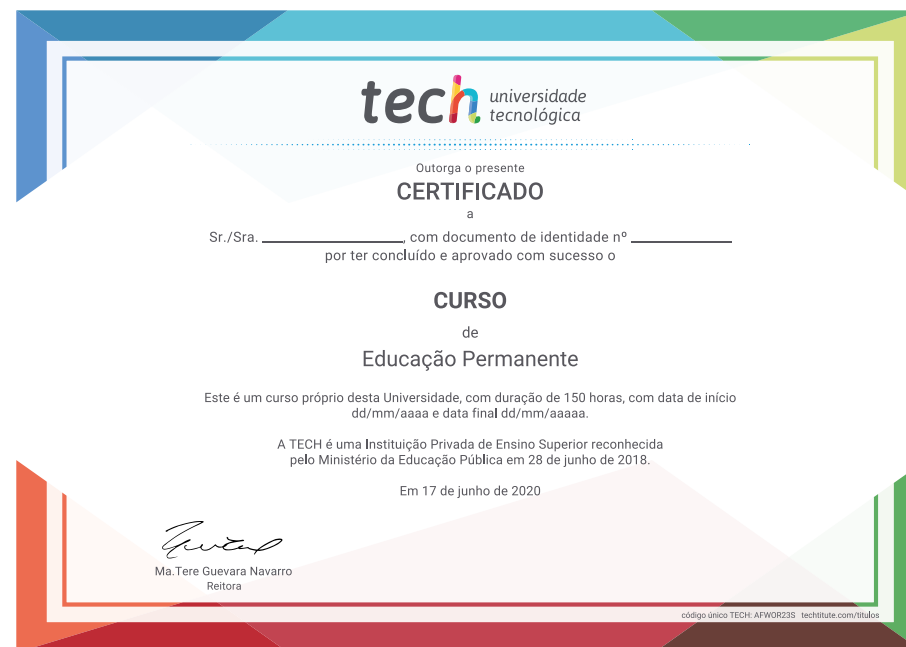 tech universidade
tecnológica
Outorga o presente
CERTIFICADO
a
Sr./Sra. ____________, com documento de identidade nº ____________
por ter concluído e aprovado com sucesso o
CURSO
de
Educação Permanente
Este é um curso próprio desta Universidade, com duração de 150 horas, com data de início
dd/mm/aaaa e data final dd/mm/aaaaa.
A TECH é uma Instituição Privada de Ensino Superior reconhecida
pelo Ministério da Educação Pública em 28 de junho de 2018.
Em 17 de junho de 2020
Ma.Tere Guevara Navarro
Reitora
código único TECH: AFWOR23S techtitute.com/títulos